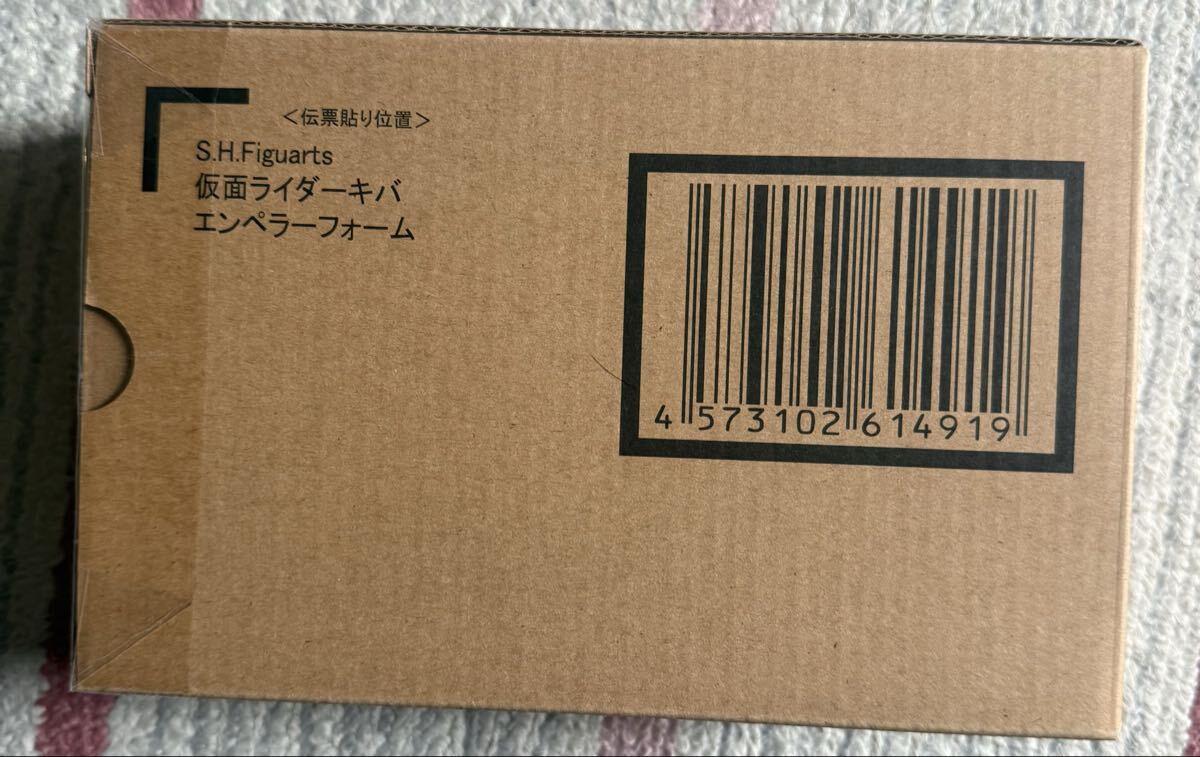 <伝票貼り位置>
S.H.Figuarts
仮面ライダーキバ
エンペラーフォーム
4 573102 614919